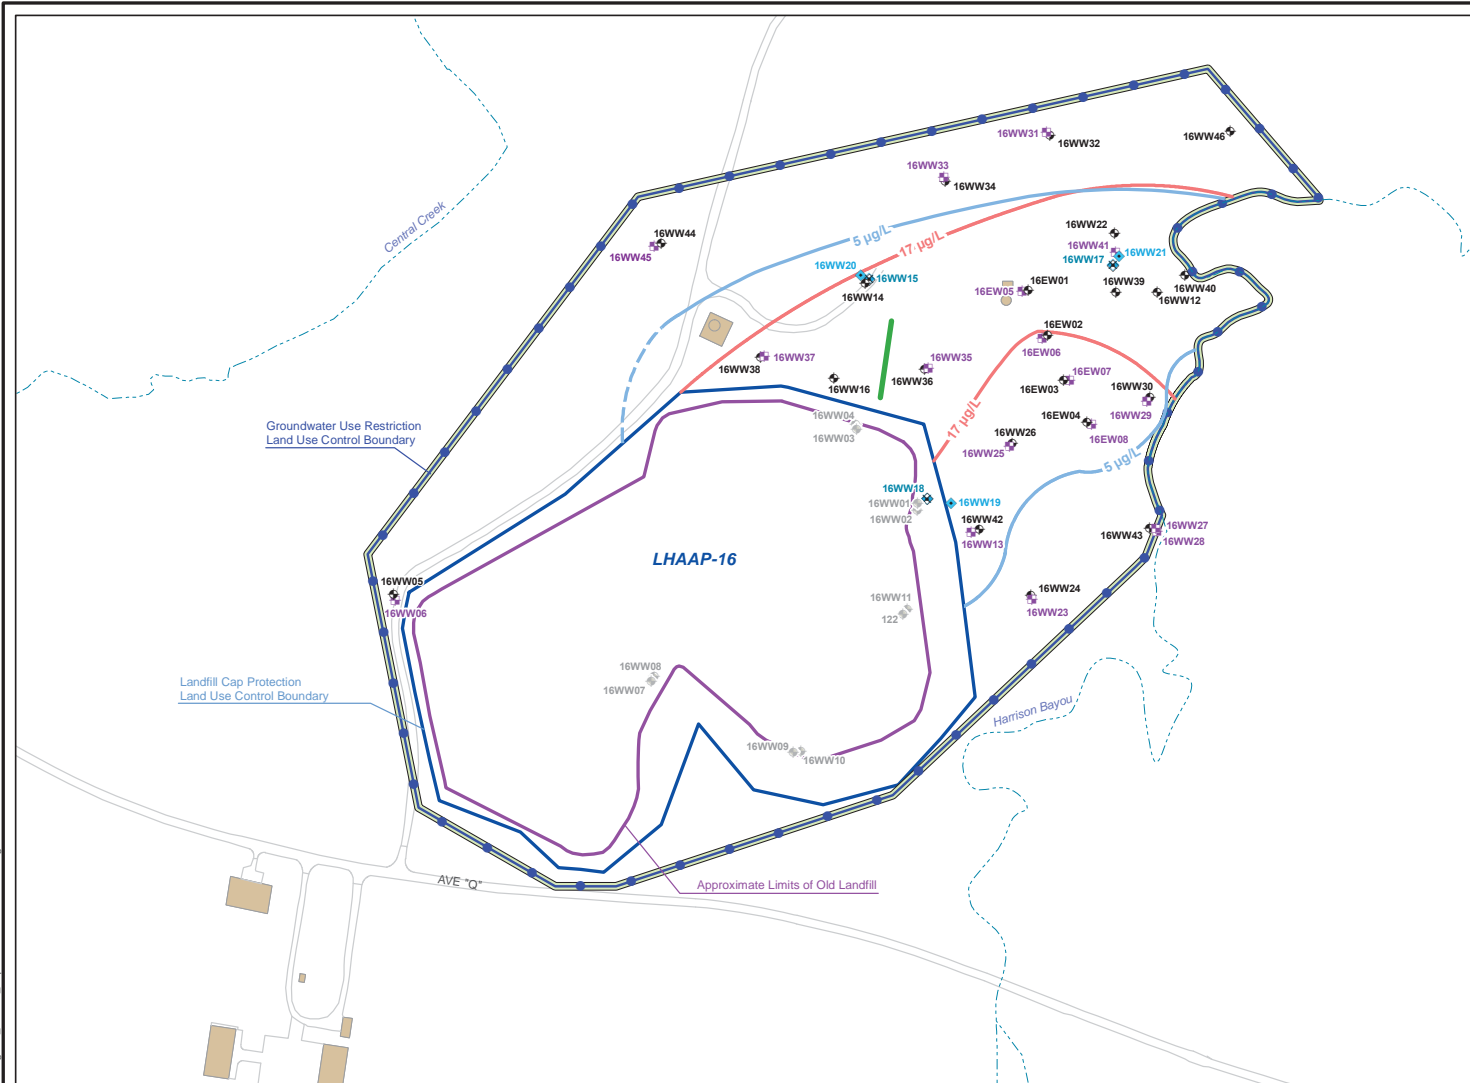 16WW31
16WW32
16WW46
16WW33
16WW34
Central Creek
16WW44
16WW45
5 µg/L
17 µg/L
16WW22
16WW41
16WW21
16WW17
16WW20
16WW15
16WW14
16EW01
16EW05
16WW39
16WW40
16WW12
16EW02
16EW06
16WW37
16WW38
16WW35
16WW36
16WW16
16EW07
16EW03
16WW30
16WW29
16EW04
16EW08
17 µg/L
16WW04
16WW03
16WW26
16WW25
5 µg/L
Groundwater Use Restriction
Land Use Control Boundary
16WW18
16WW19
16WW01
16WW02
16WW42
16WW13
16WW43
16WW27
16WW28
LHAAP-16
16WW05
16WW06
16WW11
122
16WW24
16WW23
16WW08
16WW07
Landfill Cap Protection
Land Use Control Boundary
Harrison Bayou
16WW09
16WW10
AVE "Q"
Approximate Limits of Old Landfill